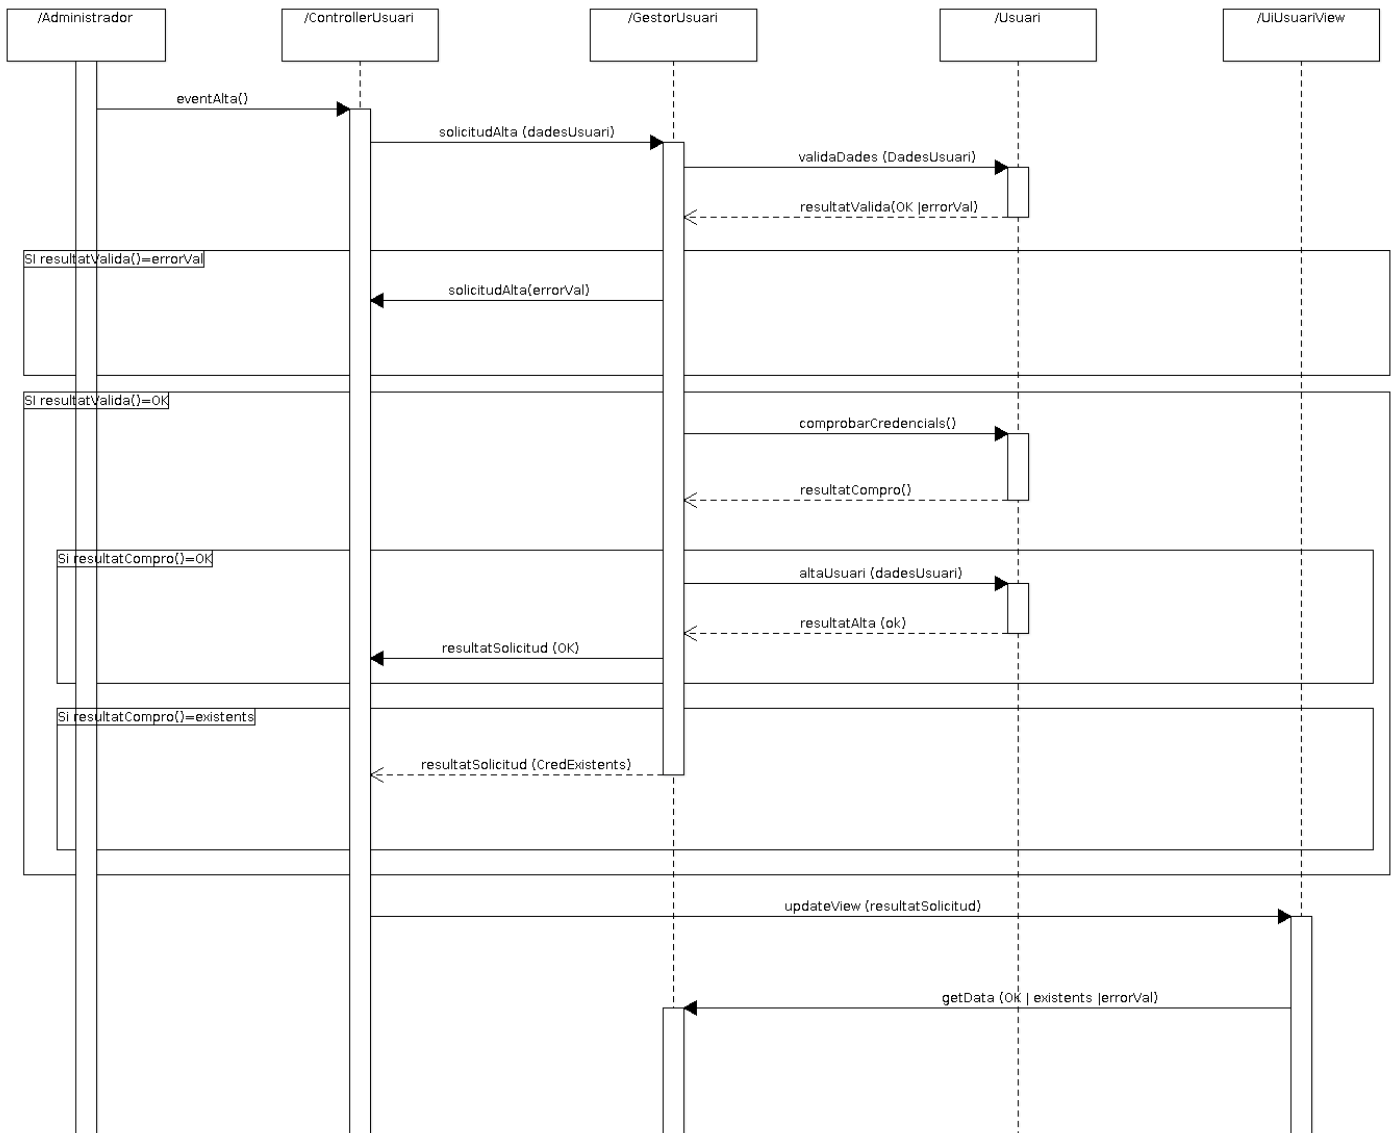 /Administrador
/ControllerUsuari
/GestorUsuari
/Usuari
/UiUsuariView
eventAlta()
solicitudAlta (dadesUsuari)
validaDades (DadesUsuari)
resultatValida(OK |errorVal)
SI resultatValida()=errorVal
solicitudAlta(errorVal)
SI resultatValida()=OK
comprobarCredencials()
resultatCompro()
Si resultatCompro()=OK
altaUsuari (dadesUsuari)
resultatAlta (ok)
resultatSolicitud (OK)
Si resultatCompro()=existents
resultatSolicitud (CredExistents)
updateView (resultatSolicitud)
getData (OK | existents |errorVal)